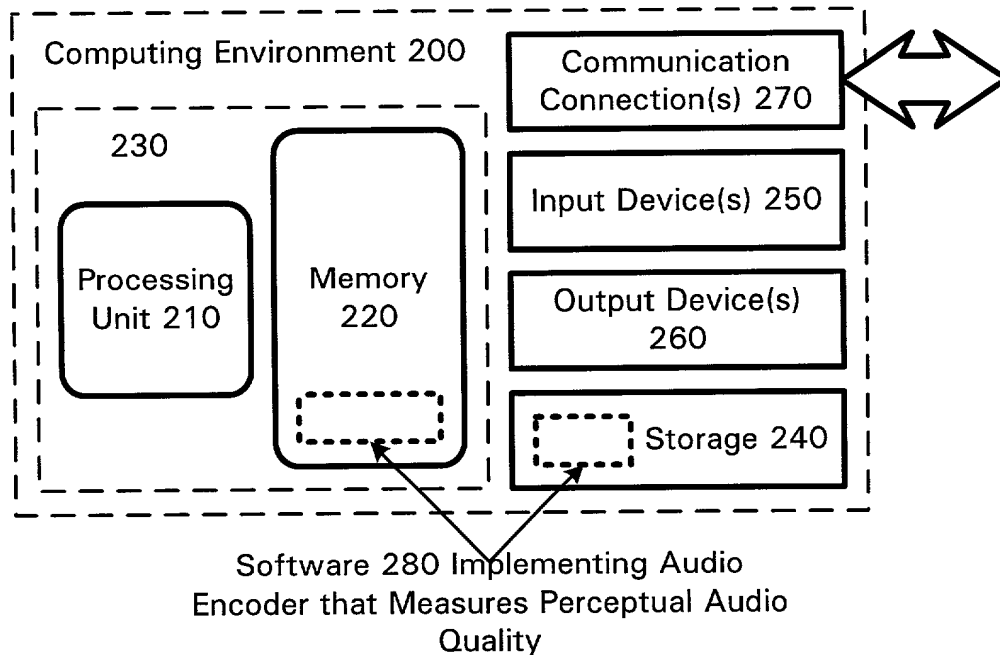 Computing Environment 200
230
Processing
Unit 210
Memory
220
Communication
Connection(s) 270
Input Device(s) 250
Output Device(s)
260
Storage 240
Software 280 Implementing Audio
Encoder that Measures Perceptual Audio
Quality